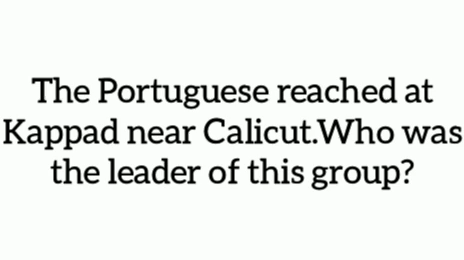 The Portuguese reached at
Kappad near Calicut.Who was
the leader of this group?